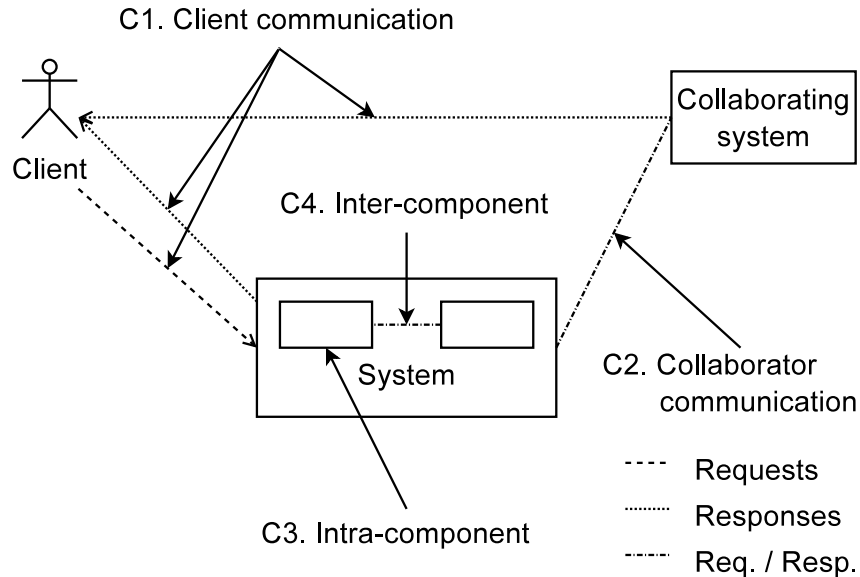 C1. Client communication
Collaborating
system
Client
C4. Inter-component
System
C2. Collaborator
communication
C3. Intra-component
Requests
Responses
Req. / Resp.